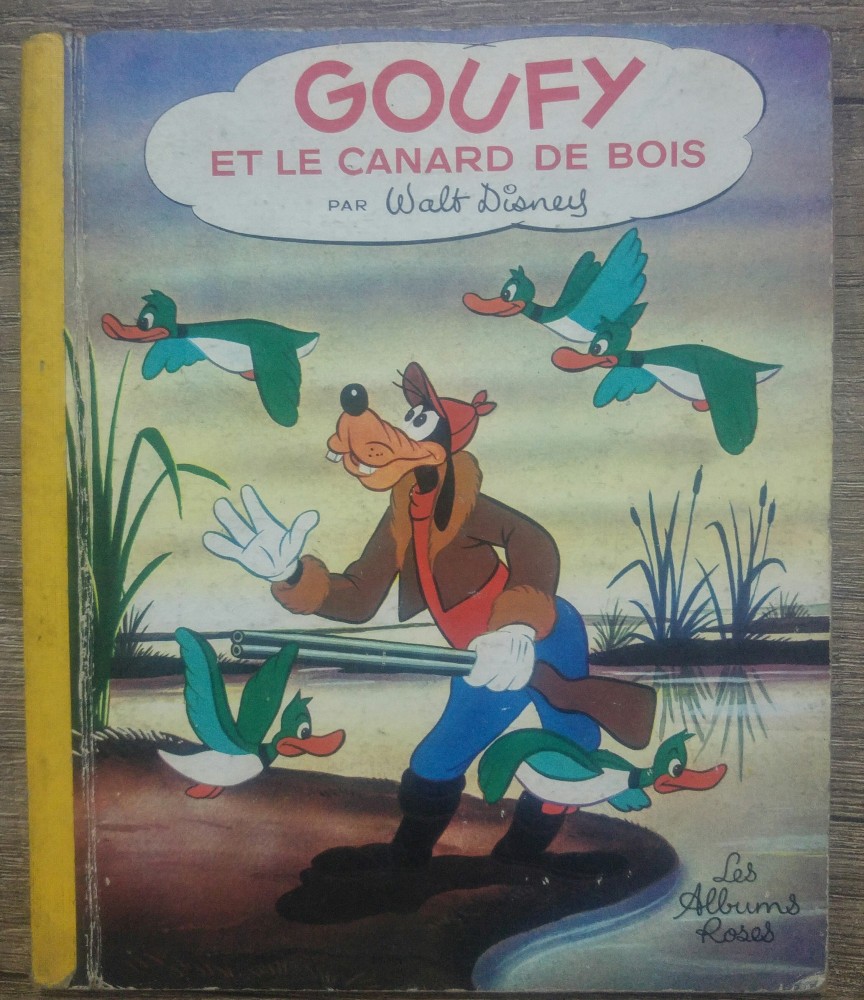 GOUFY
ET LE CANARD DE BOIS
PAR Walt Disney
Les
Albums
Roses